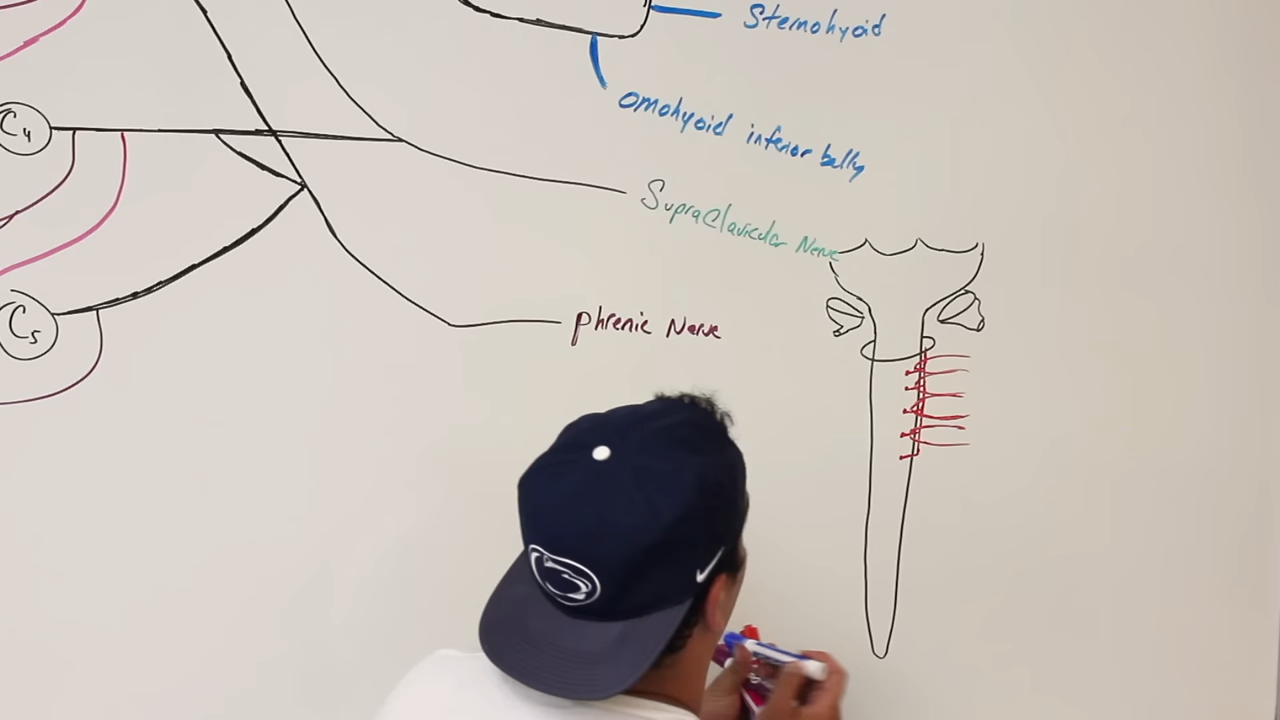 Sternohyoid
omohyoid inferior belly
C4
Supraclavicular Nerve
C5
phrenic Nerve